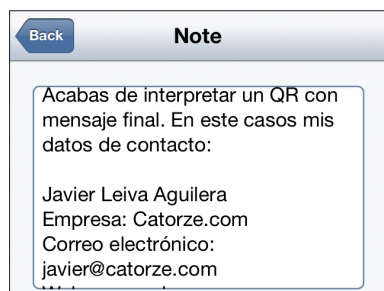 Back
Note
Acabas de interpretar un QR con
mensaje final. En este casos mis
datos de contacto:
Javier Leiva Aguilera
Empresa: Catorze.com
Correo electrónico:
javier@catorze.com